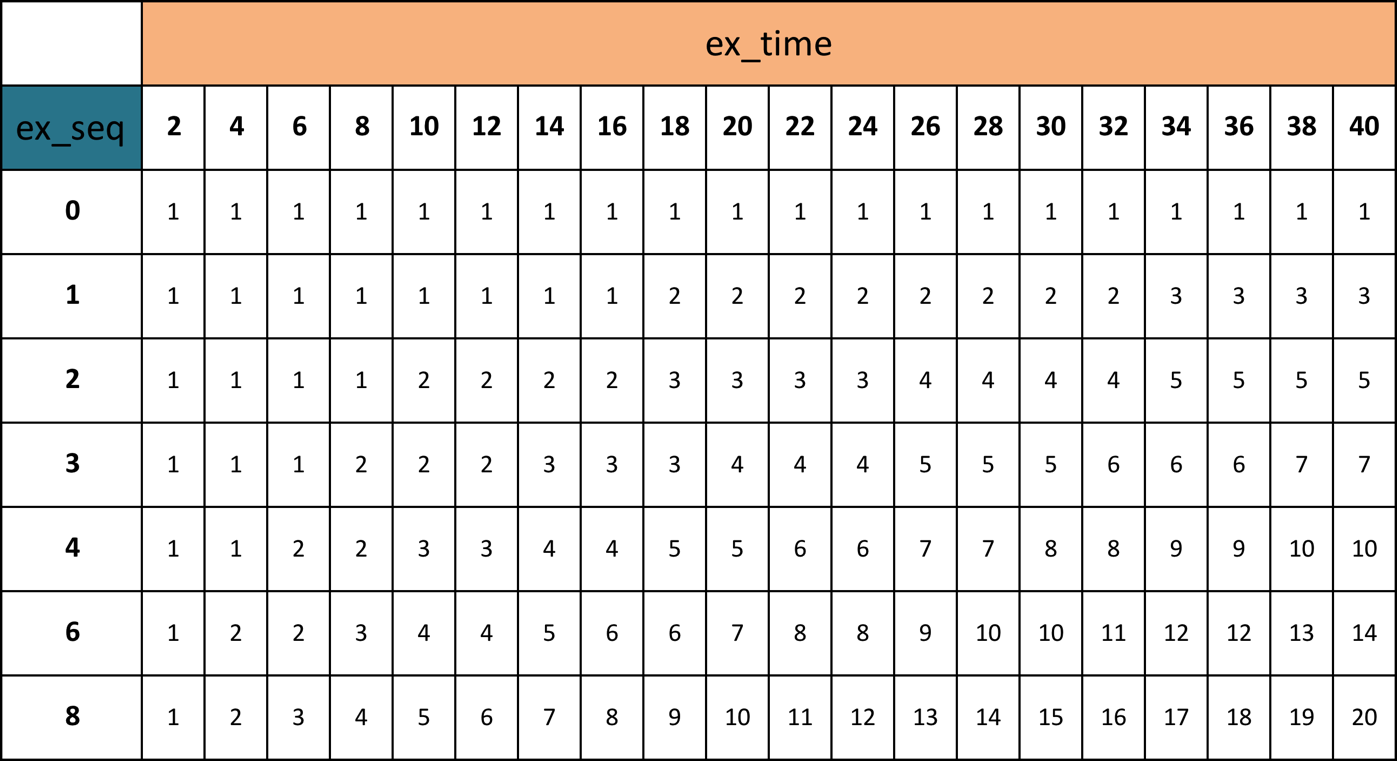 ex_time
ex_seq 2 4 6 8 10 12 14 16 18 20 22 24 26 28 30 32 34 36 38 40
0 1 1 1 1 1 1 1 1 1 1 1 1 1 1 1 1 1 1 1 1
1 1 1 1 1 1 1 1 1 2 2 2 2 2 2 2 2 3 3 3 3
2 1 1 1 1 2 2 2 2 3 3 3 3 4 4 4 4 5 5 5 5
3 1 1 1 2 2 2 3 3 3 4 4 4 5 5 5 6 6 6 7 7
4 1 1 2 2 3 3 4 4 5 5 6 6 7 7 8 8 9 9 10 10
6 1 2 2 3 4 4 5 6 6 7 8 8 9 10 10 11 12 12 13 14
8 1 2 3 4 5 6 7 8 9 10 11 12 13 14 15 16 17 18 19 20